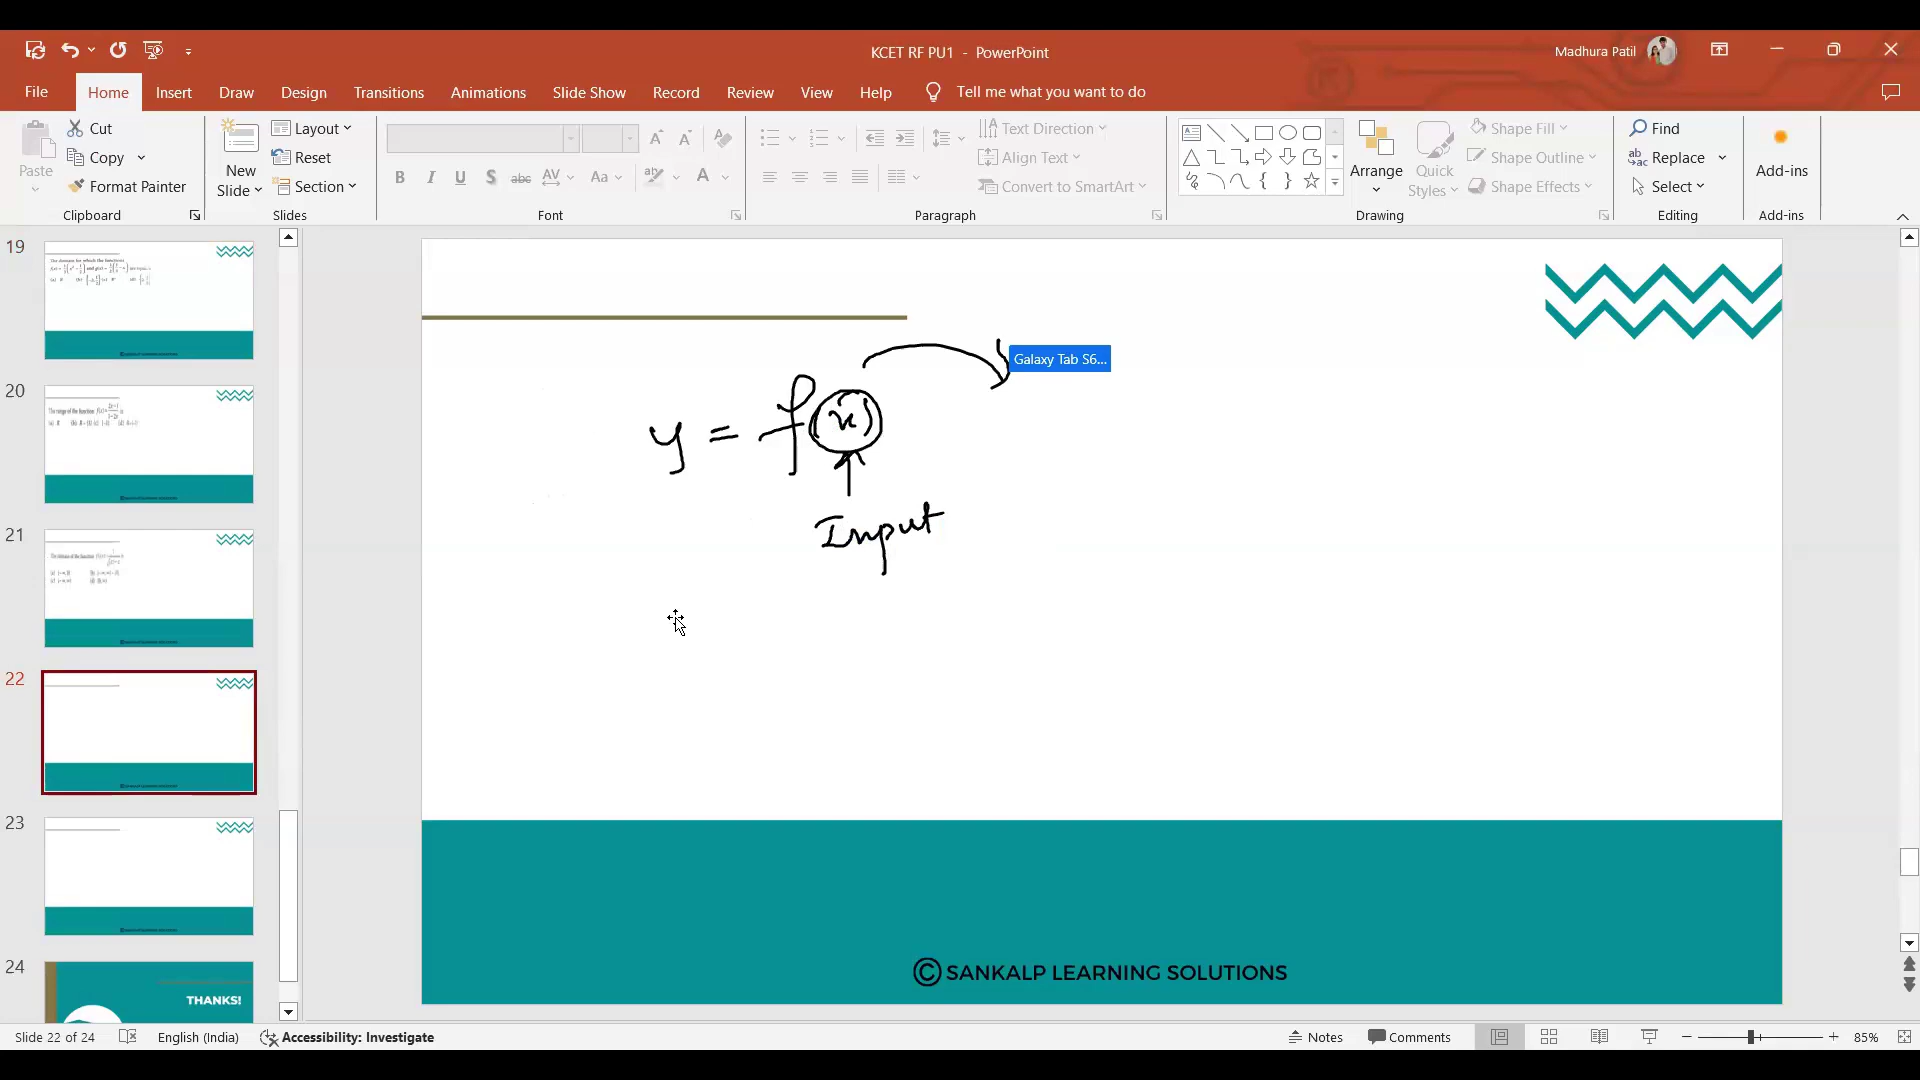 KCET RF PU1 - PowerPoint
Madhura Patil
File Home Insert Draw Design Transitions Animations Slide Show Record Review View Help Tell me what you want to do
Paste
Cut
Copy
Format Painter
Clipboard
New Slide
Layout
Reset
Section
Slides
B I U S abc AV Aa A
Font
Text Direction
Align Text
Convert to SmartArt
Paragraph
Arrange
Quick Styles
Shape Fill
Shape Outline
Shape Effects
Drawing
Find
Replace
Select
Editing
Add-ins
Add-ins
19
20
21
22
23
24
THANKS!
Galaxy Tab S6...
y = f(x)
Input
© SANKALP LEARNING SOLUTIONS
Slide 22 of 24 English (India) Accessibility: Investigate Notes Comments 85%